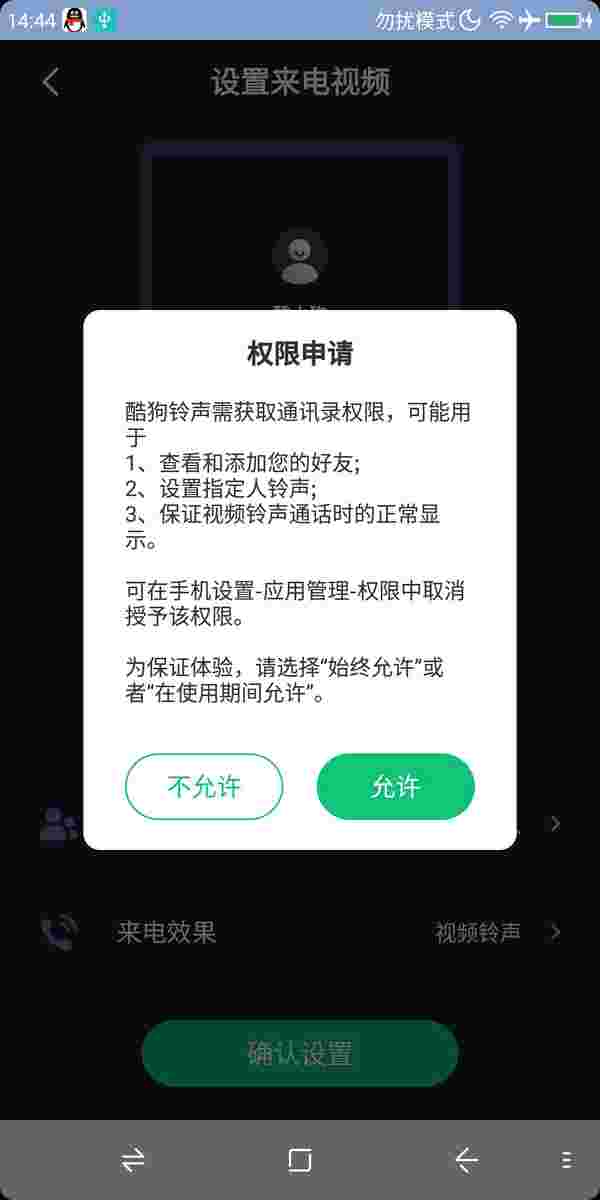 14:44
勿扰模式
设置来电视频
权限申请
酷狗铃声需获取通讯录权限，可能用
于
1、查看和添加您的好友;
2、设置指定人铃声;
3、保证视频铃声通话时的正常显
示。
可在手机设置-应用管理-权限中取消
授予该权限。
为保证体验，请选择“始终允许”或
者“在使用期间允许”。
不允许
允许
来电效果
视频铃声
确认设置